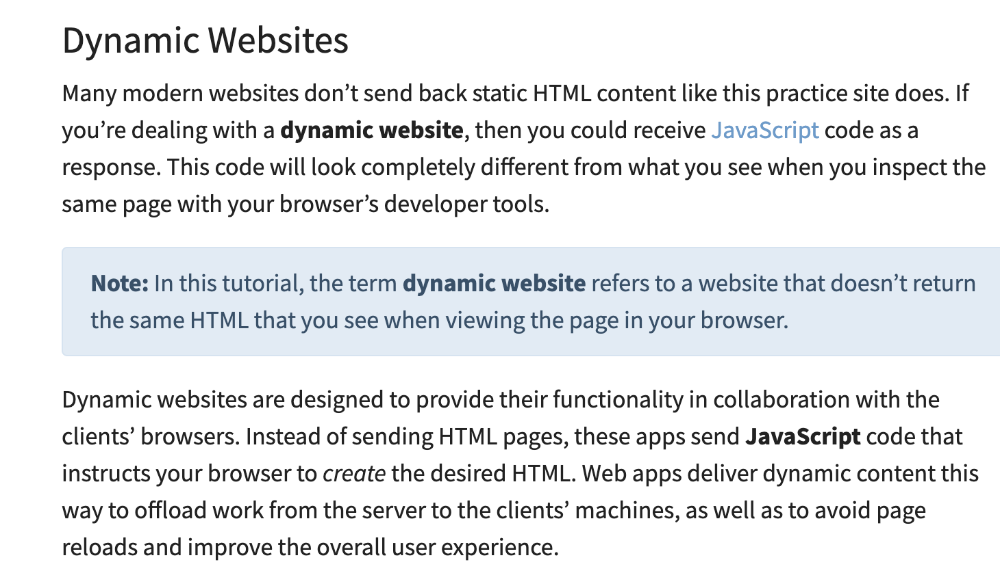 Dynamic Websites
Many modern websites don’t send back static HTML content like this practice site does. If
you’re dealing with a dynamic website, then you could receive JavaScript code as a
response. This code will look completely different from what you see when you inspect the
same page with your browser’s developer tools.
Note: In this tutorial, the term dynamic website refers to a website that doesn’t return
the same HTML that you see when viewing the page in your browser.
Dynamic websites are designed to provide their functionality in collaboration with the
clients’ browsers. Instead of sending HTML pages, these apps send JavaScript code that
instructs your browser to create the desired HTML. Web apps deliver dynamic content this
way to offload work from the server to the clients’ machines, as well as to avoid page
reloads and improve the overall user experience.